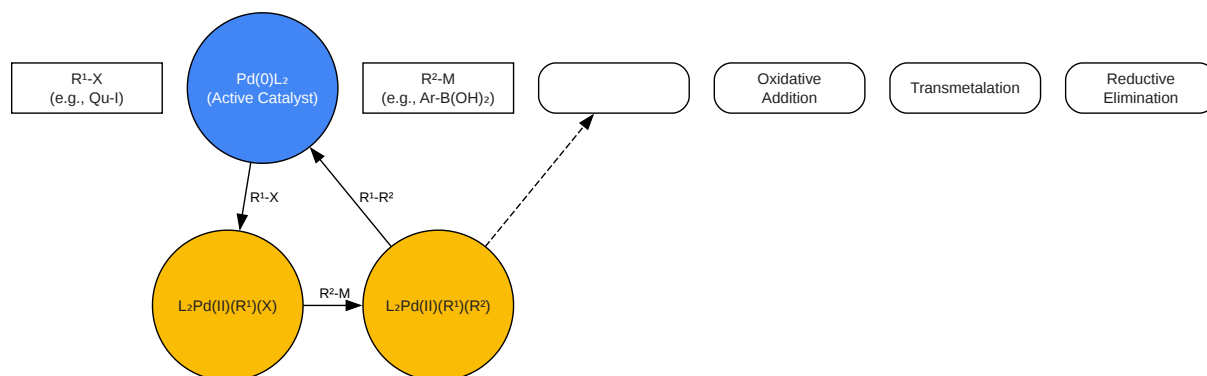 R¹-X
(e.g., Qu-I)
Pd(0)L₂
(Active Catalyst)
R²-M
(e.g., Ar-B(OH)₂)
Oxidative
Addition
Transmetalation
Reductive
Elimination
R¹-X
R¹-R²
L₂Pd(II)(R¹)(X)
R²-M
L₂Pd(II)(R¹)(R²)